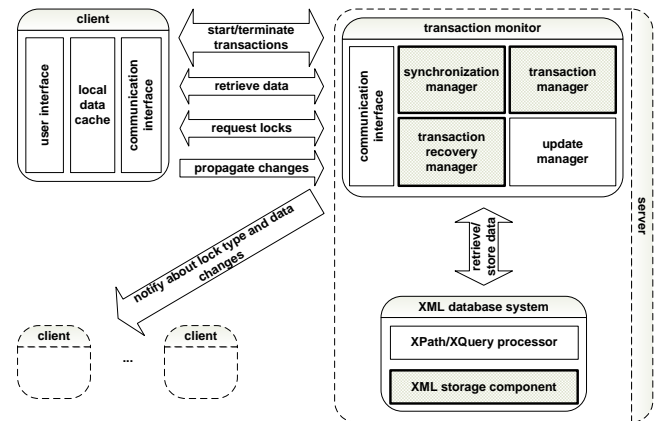 client
user interface
local
data
cache
communication
interface
start/terminate
transactions
retrieve data
request locks
propagate changes
notify about lock type and data
changes
transaction monitor
communication
interface
synchronization
manager
transaction
manager
transaction
recovery
manager
update
manager
server
retrieve/
store data
XML database system
XPath/XQuery processor
XML storage component
client
...
client